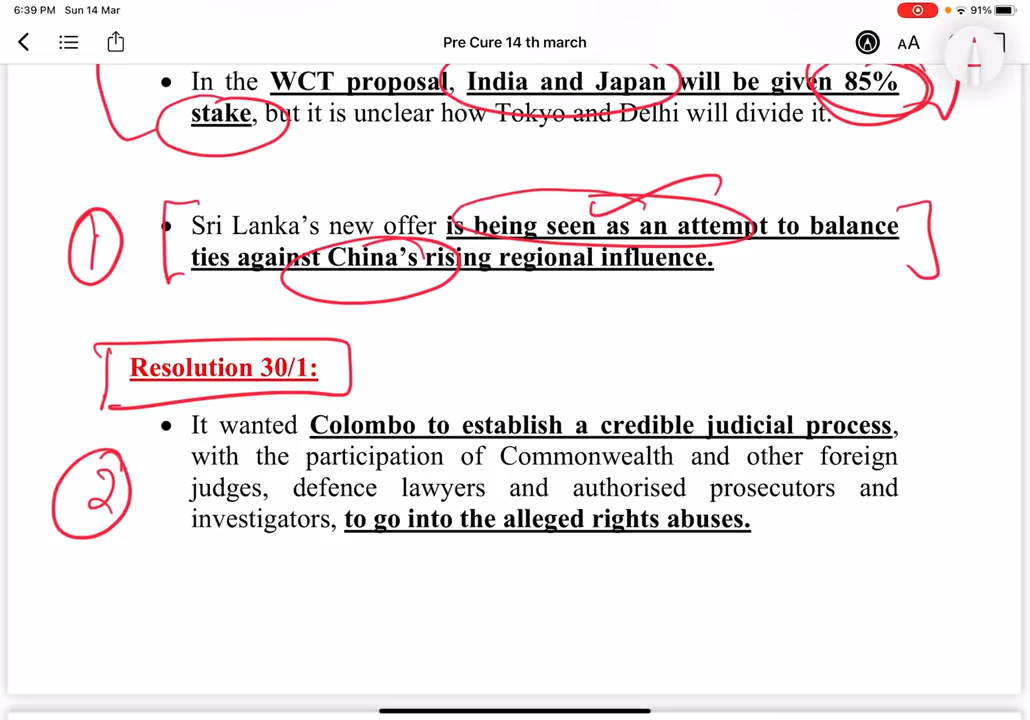 6:39 PM Sun 14 Mar
91%
Pre Cure 14 th march
AA
• In the WCT proposal, India and Japan will be given 85%
stake, but it is unclear how Tokyo and Delhi will divide it.
1
• Sri Lanka’s new offer is being seen as an attempt to balance
ties against China’s rising regional influence.
Resolution 30/1:
• It wanted Colombo to establish a credible judicial process,
with the participation of Commonwealth and other foreign
2
judges, defence lawyers and authorised prosecutors and
investigators, to go into the alleged rights abuses.